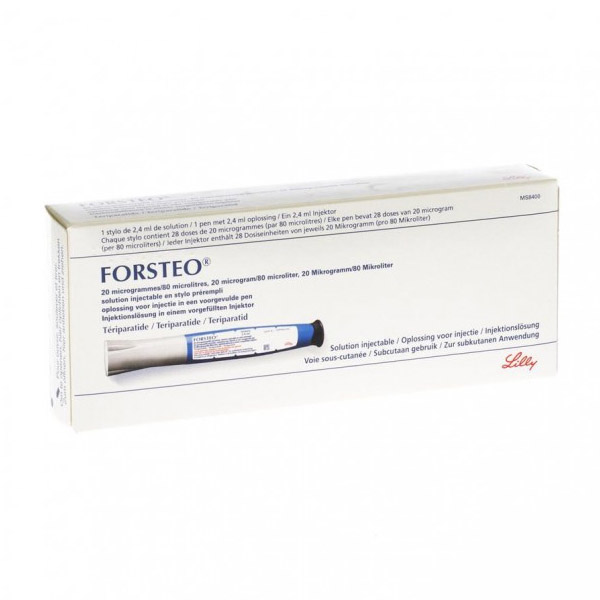 MS8400
1 stylo de 2,4 ml de solution / 1 pen met 2,4 ml oplossing / Ein 2,4 ml Injektor
Chaque stylo contient 28 doses de 20 microgrammes (par 80 microlitres) / Elke pen bevat 28 doses van 20 microgram
(per 80 microliters) / Jeder Injektor enthält 28 Dosiseinheiten von jeweils 20 Mikrogramm (pro 80 Mikroliter)
FORSTEO®
20 microgrammes/80 microlitres, 20 microgram/80 microliter, 20 Mikrogramm/80 Mikroliter
solution injectable en stylo prérempli
oplossing voor injectie in een voorgevulde pen
Injektionslösung in einem vorgefüllten Injektor
Tériparatide / Teriparatide / Teriparatid
FORSTEO
Solution injectable / Oplossing voor injectie / Injektionslösung
Voie sous-cutanée / Subcutaan gebruik / Zur subkutanen Anwendung
Lilly